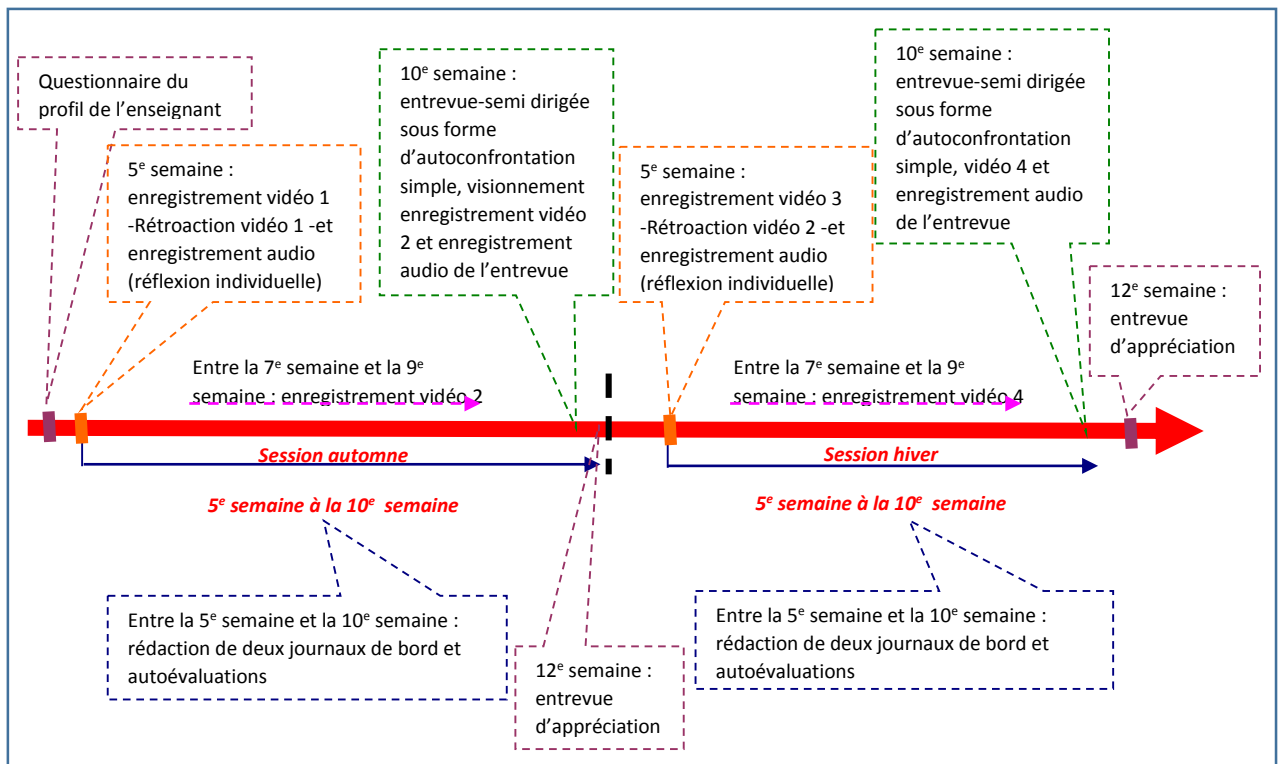 Questionnaire du
profil de l’enseignant
5e semaine :
enregistrement vidéo 1
-Rétroaction vidéo 1 -et
enregistrement audio
(réflexion individuelle)
10e semaine :
entrevue-semi dirigée
sous forme
d’autoconfrontation
simple, visionnement
enregistrement vidéo
2 et enregistrement
audio de l’entrevue
5e semaine :
enregistrement vidéo 3
-Rétroaction vidéo 2 -et
enregistrement audio
(réflexion individuelle)
10e semaine :
entrevue-semi dirigée
sous forme
d’autoconfrontation
simple, vidéo 4 et
enregistrement audio
de l’entrevue
12e semaine :
entrevue
d’appréciation
Entre la 7e semaine et la 9e
semaine : enregistrement vidéo 2
Entre la 7e semaine et la 9e
semaine : enregistrement vidéo 4
Session automne
Session hiver
5e semaine à la 10e semaine
5e semaine à la 10e semaine
Entre la 5e semaine et la 10e semaine :
rédaction de deux journaux de bord et
autoévaluations
12e semaine :
entrevue
d’appréciation
Entre la 5e semaine et la 10e semaine :
rédaction de deux journaux de bord et
autoévaluations